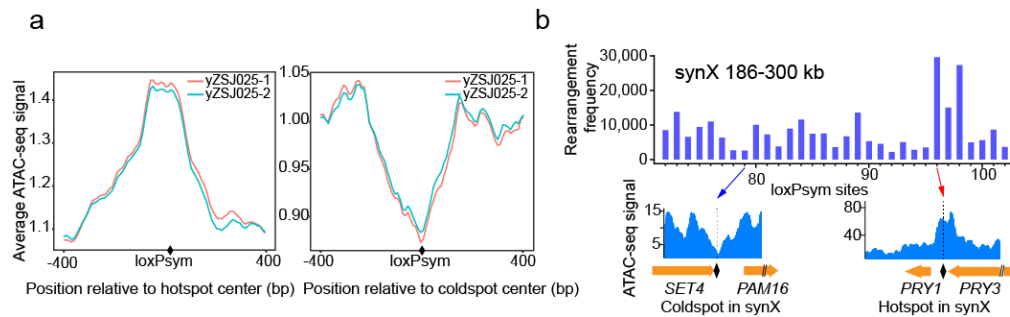 a
Average ATAC-seq signal
1.4
1.3
1.2
1.1
yZSJ025-1
yZSJ025-2
-400
loxPsym
400
Position relative to hotspot center (bp)
1.05
1.00
0.95
0.90
yZSJ025-1
yZSJ025-2
-400
loxPsym
400
Position relative to coldspot center (bp)
b
Rearrangement
frequency
30,000
20,000
10,000
0
synX 186-300 kb
80
90
100
loxPsym sites
ATAC-seq signal
15
5
SET4
PAM16
Coldspot in synX
80
40
PRY1
PRY3
Hotspot in synX